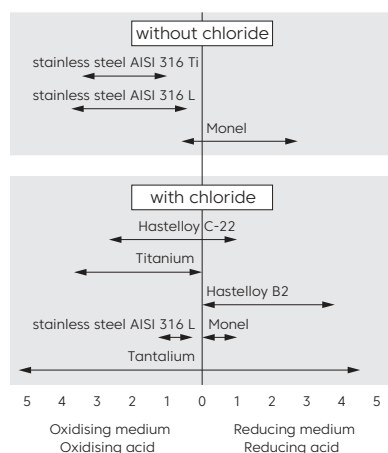 without chloride
stainless steel AISI 316 Ti
stainless steel AISI 316 L
Monel
with chloride
Hastelloy C-22
Titanium
Hastelloy B2
stainless steel AISI 316 L Monel
Tantalium
5 4 3 2 1 0 1 2 3 4 5
Oxidising medium Reducing medium
Oxidising acid Reducing acid